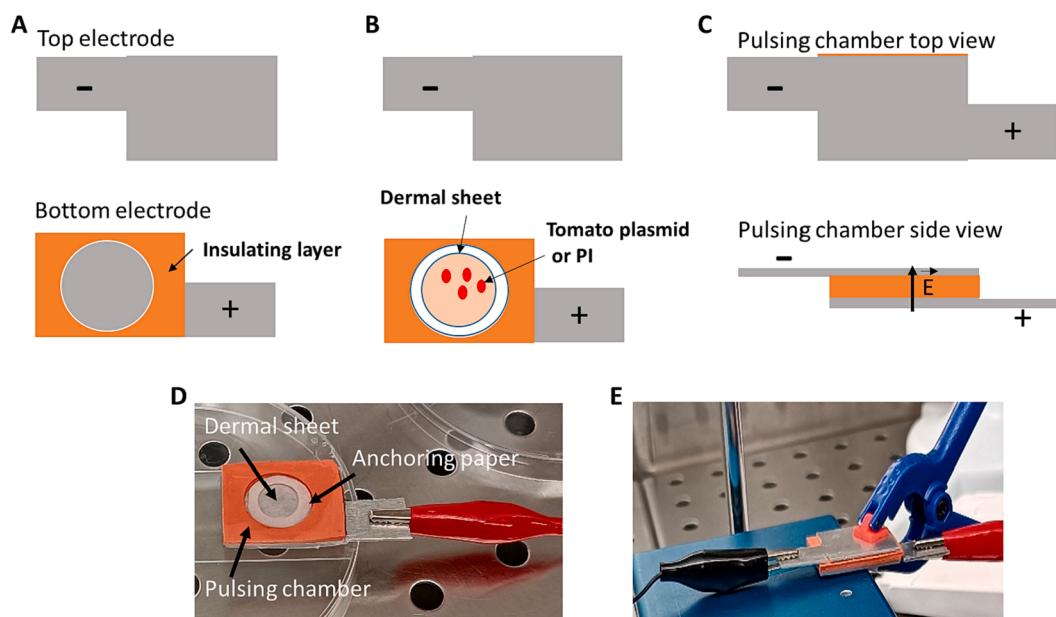 A
Top electrode
-
Bottom electrode
Insulating layer
+
B
-
Dermal sheet
Tomato plasmid
or PI
+
C
Pulsing chamber top view
-
+
Pulsing chamber side view
-
E
+
D
Dermal sheet
Anchoring paper
Pulsing chamber
E